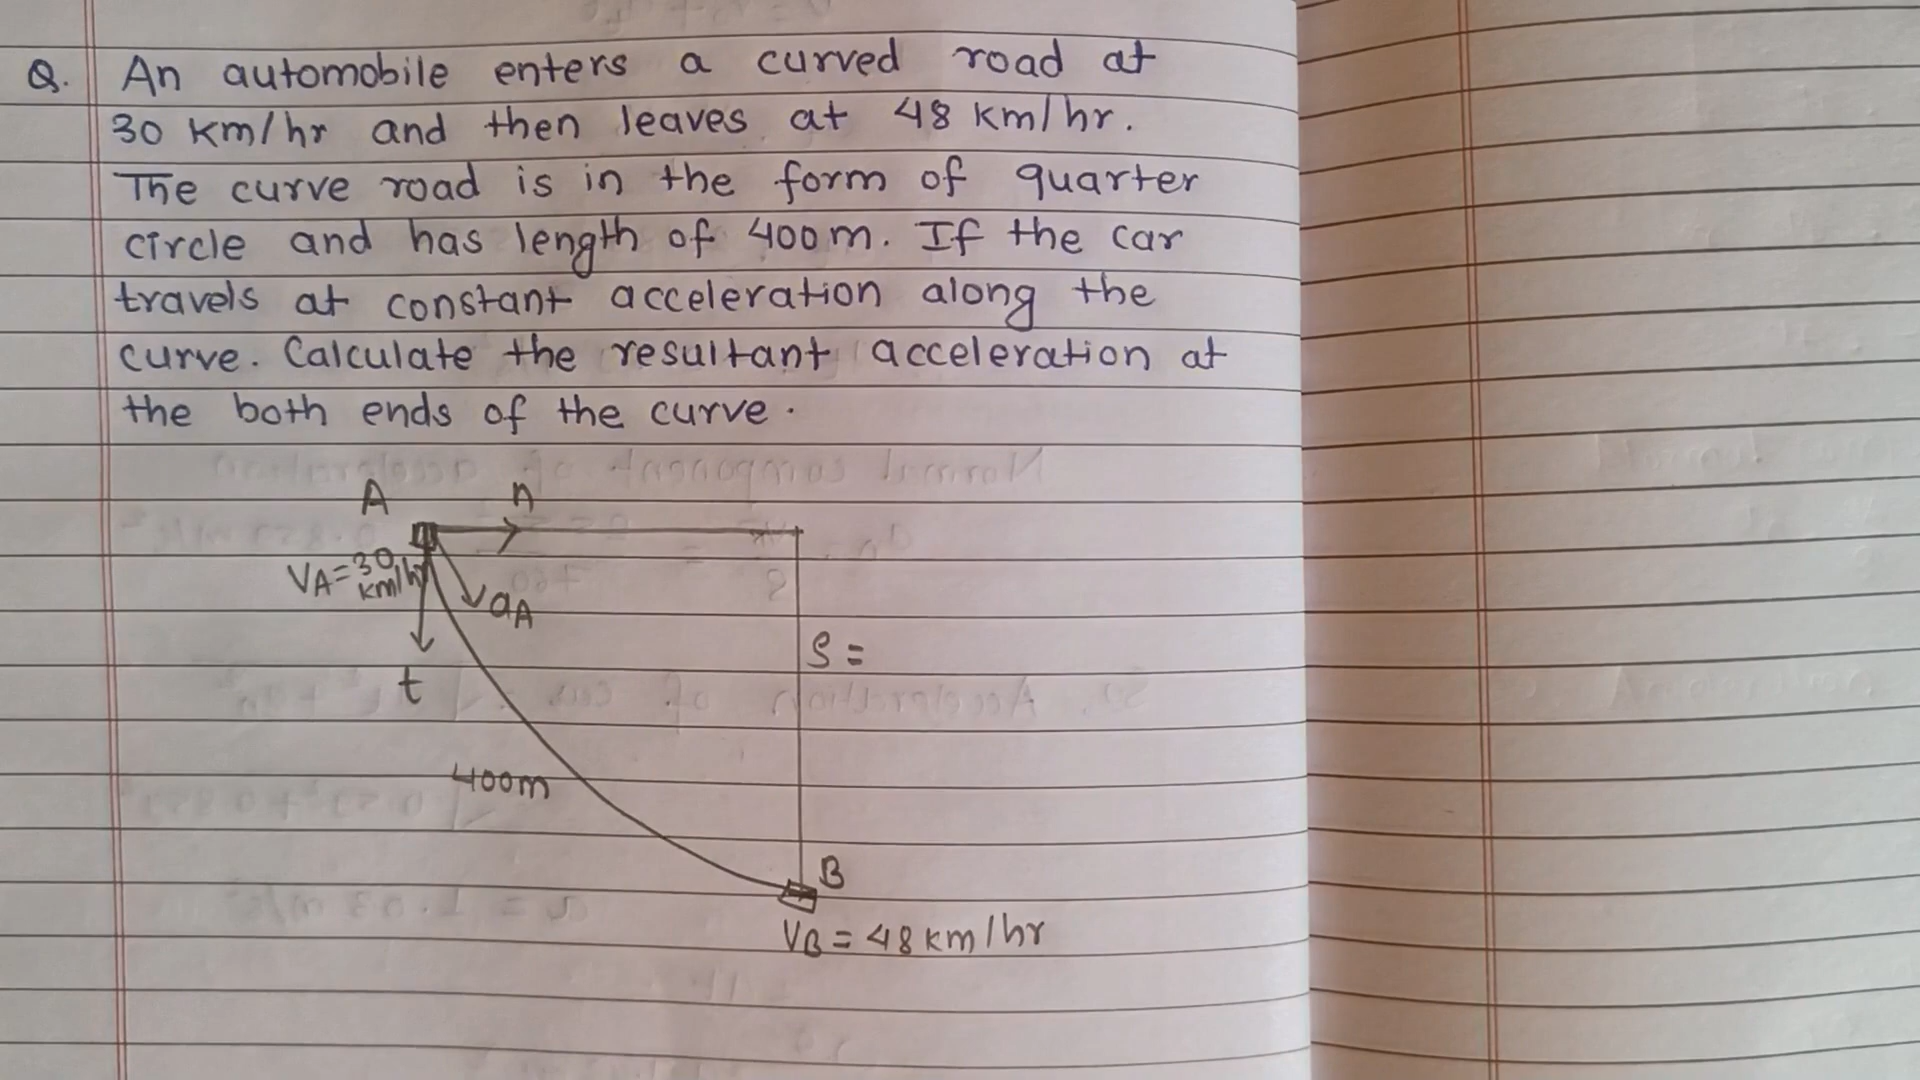 Q. An automobile enters a curved road at
30 km/hr and then leaves at 48 km/hr.
The curve road is in the form of quarter
circle and has length of 400m. If the car
travels at constant acceleration along the
curve. Calculate the resultant acceleration at
the both ends of the curve.
A n
VA=30 km/hr
aA
t
S =
400m
B
VB = 48 km/hr